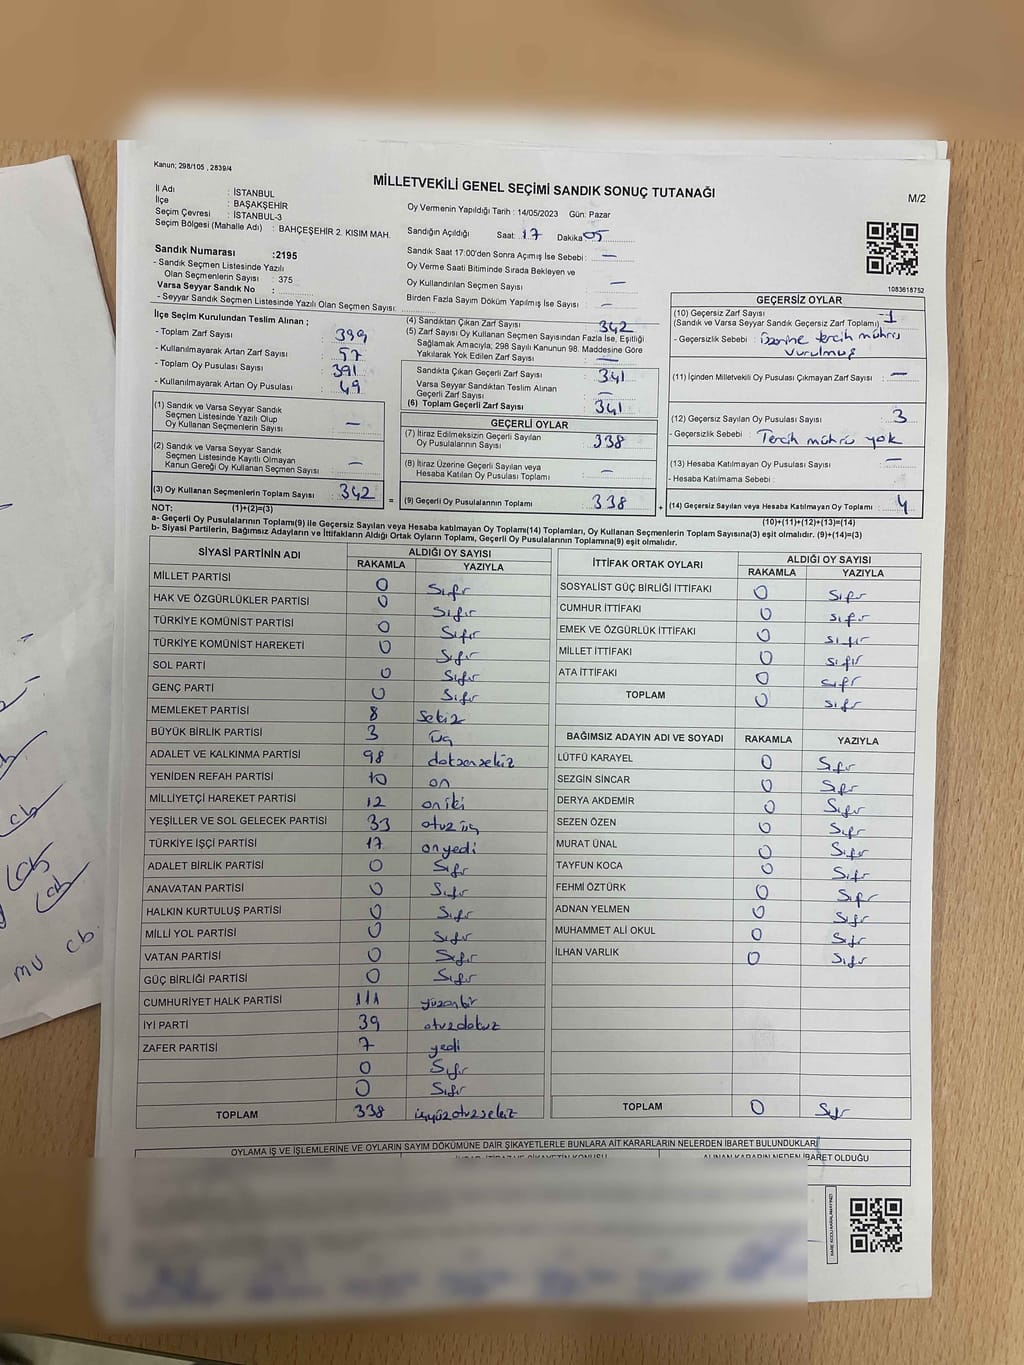 Kanun; 298/105 , 2839/4
MİLLETVEKİLİ GENEL SEÇİMİ SANDIK SONUÇ TUTANAĞI
M/2
İl Adı : İSTANBUL
İlçe : BAŞAKŞEHİR
Seçim Çevresi : İSTANBUL-3
Seçim Bölgesi (Mahalle Adı) : BAHÇEŞEHİR 2. KISIM MAH.
Oy Vermenin Yapıldığı Tarih : 14/05/2023 Gün: Pazar
Sandığın Açıldığı Saat: 17 Dakika 05
Sandık Saat 17:00'den Sonra Açımış İse Sebebi : —
Oy Verme Saati Bitiminde Sırada Bekleyen ve
Oy Kullandırılan Seçmen Sayısı : —
Birden Fazla Sayım Döküm Yapılmış İse Sayısı : —
Sandık Numarası :2195
- Sandık Seçmen Listesinde Yazılı
Olan Seçmenlerin Sayısı : 375
Varsa Seyyar Sandık No :
- Seyyar Sandık Seçmen Listesinde Yazılı Olan Seçmen Sayısı:
1083618752
İlçe Seçim Kurulundan Teslim Alınan ;
- Toplam Zarf Sayısı : 399
- Kullanılmayarak Artan Zarf Sayısı : 57
- Toplam Oy Pusulası Sayısı : 391
- Kullanılmayarak Artan Oy Pusulası : 49
(1) Sandık ve Varsa Seyyar Sandık
Seçmen Listesinde Yazılı Olup
Oy Kullanan Seçmenlerin Sayısı : —
(2) Sandık ve Varsa Seyyar Sandık
Seçmen Listesinde Kayıtlı Olmayan
Kanun Gereği Oy Kullanan Seçmen Sayısı : —
(3) Oy Kullanan Seçmenlerin Toplam Sayısı : 342
(4) Sandıktan Çıkan Zarf Sayısı : 342
(5) Zarf Sayısı Oy Kullanan Seçmen Sayısından Fazla İse, Eşitliği
Sağlamak Amacıyla; 298 Sayılı Kanunun 98. Maddesine Göre
Yakılarak Yok Edilen Zarf Sayısı : —
Sandıkta Çıkan Geçerli Zarf Sayısı : 341
Varsa Seyyar Sandıktan Teslim Alınan
Geçerli Zarf Sayısı : —
(6) Toplam Geçerli Zarf Sayısı : 341
GEÇERLİ OYLAR
(7) İtiraz Edilmeksizin Geçerli Sayılan
Oy Pusulalarının Sayısı : 338
(8) İtiraz Üzerine Geçerli Sayılan veya
Hesaba Katılan Oy Pusulası Toplamı : —
= (9) Geçerli Oy Pusulalarının Toplamı : 338
GEÇERSİZ OYLAR
(10) Geçersiz Zarf Sayısı
(Sandık ve Varsa Seyyar Sandık Geçersiz Zarf Toplamı) : 1
- Geçersizlik Sebebi : Üzerine tercih mührü
vurulmuş
(11) İçinden Milletvekili Oy Pusulası Çıkmayan Zarf Sayısı : —
(12) Geçersiz Sayılan Oy Pusulası Sayısı : 3
- Geçersizlik Sebebi : Tercih mührü yok
(13) Hesaba Katılmayan Oy Pusulası Sayısı : —
- Hesaba Katılmama Sebebi :
+ (14) Geçersiz Sayılan veya Hesaba Katılmayan Oy Toplamı : 4
NOT: (1)+(2)=(3) (10)+(11)+(12)+(13)=(14)
a- Geçerli Oy Pusulalarının Toplamı(9) ile Geçersiz Sayılan veya Hesaba katılmayan Oy Toplamı(14) Toplamları, Oy Kullanan Seçmenlerin Toplam Sayısına(3) eşit olmalıdır. (9)+(14)=(3)
b- Siyasi Partilerin, Bağımsız Adayların ve İttifakların Aldığı Ortak Oyların Toplamı, Geçerli Oy Pusulalarının Toplamına(9) eşit olmalıdır.
SİYASİ PARTİNİN ADI ALDIĞI OY SAYISI
RAKAMLA YAZIYLA
MİLLET PARTİSİ 0 Sıfır
HAK VE ÖZGÜRLÜKLER PARTİSİ 0 Sıfır
TÜRKİYE KOMÜNİST PARTİSİ 0 Sıfır
TÜRKİYE KOMÜNİST HAREKETİ 0 Sıfır
SOL PARTİ 0 Sıfır
GENÇ PARTİ 0 Sıfır
MEMLEKET PARTİSİ 8 Sekiz
BÜYÜK BİRLİK PARTİSİ 3 Üç
ADALET VE KALKINMA PARTİSİ 98 doksansekiz
YENİDEN REFAH PARTİSİ 10 on
MİLLİYETÇİ HAREKET PARTİSİ 12 oniki
YEŞİLLER VE SOL GELECEK PARTİSİ 33 otuzüç
TÜRKİYE İŞÇİ PARTİSİ 17 onyedi
ADALET BİRLİK PARTİSİ 0 Sıfır
ANAVATAN PARTİSİ 0 Sıfır
HALKIN KURTULUŞ PARTİSİ 0 Sıfır
MİLLİ YOL PARTİSİ 0 Sıfır
VATAN PARTİSİ 0 Sıfır
GÜÇ BİRLİĞİ PARTİSİ 0 Sıfır
CUMHURİYET HALK PARTİSİ 111 yüzonbir
İYİ PARTİ 39 otuzdokuz
ZAFER PARTİSİ 7 yedi
0 Sıfır
0 Sıfır
TOPLAM 338 üçyüzotuzsekiz
İTTİFAK ORTAK OYLARI ALDIĞI OY SAYISI
RAKAMLA YAZIYLA
SOSYALİST GÜÇ BİRLİĞİ İTTİFAKI 0 Sıfır
CUMHUR İTTİFAKI 0 sıfır
EMEK VE ÖZGÜRLÜK İTTİFAKI 0 sıfır
MİLLET İTTİFAKI 0 sıfır
ATA İTTİFAKI 0 sıfır
TOPLAM 0 sıfır
BAĞIMSIZ ADAYIN ADI VE SOYADI RAKAMLA YAZIYLA
LÜTFÜ KARAYEL 0 Sıfır
SEZGİN SİNCAR 0 Sıfır
DERYA AKDEMİR 0 Sıfır
SEZEN ÖZEN 0 Sıfır
MURAT ÜNAL 0 Sıfır
TAYFUN KOCA 0 Sıfır
FEHMİ ÖZTÜRK 0 Sıfır
ADNAN YELMEN 0 Sıfır
MUHAMMET ALİ OKUL 0 Sıfır
İLHAN VARLIK 0 Sıfır
TOPLAM 0 Sıfır
OYLAMA İŞ VE İŞLEMLERİNE VE OYLARIN SAYIM DÖKÜMÜNE DAİR ŞİKAYETLERLE BUNLARA AİT KARARLARIN NELERDEN İBARET BULUNDUKLARI
ALINAN KARARIN NEDEN İBARET OLDUĞU
cb
cb
cb
mv cb.